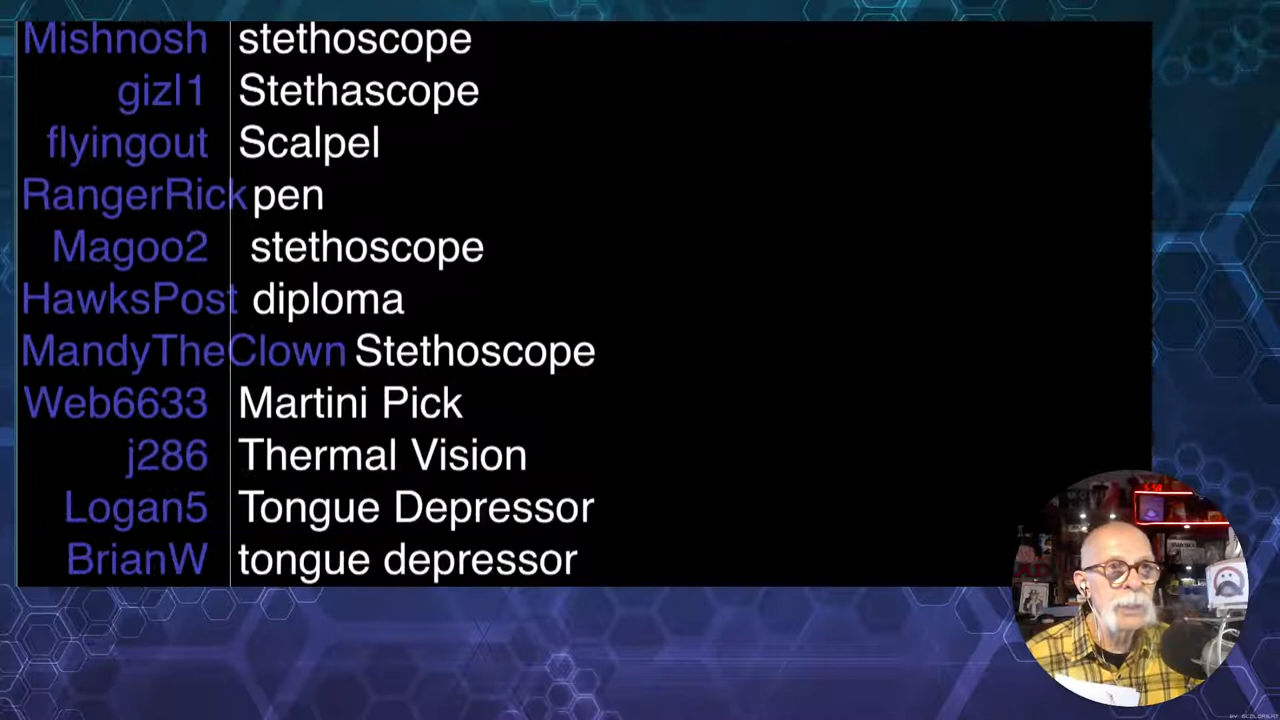 Mishnosh stethoscope
gizl1 Stethascope
flyingout Scalpel
RangerRick pen
Magoo2 stethoscope
HawksPost diploma
MandyTheClown Stethoscope
Web6633 Martini Pick
j286 Thermal Vision
Logan5 Tongue Depressor
BrianW tongue depressor